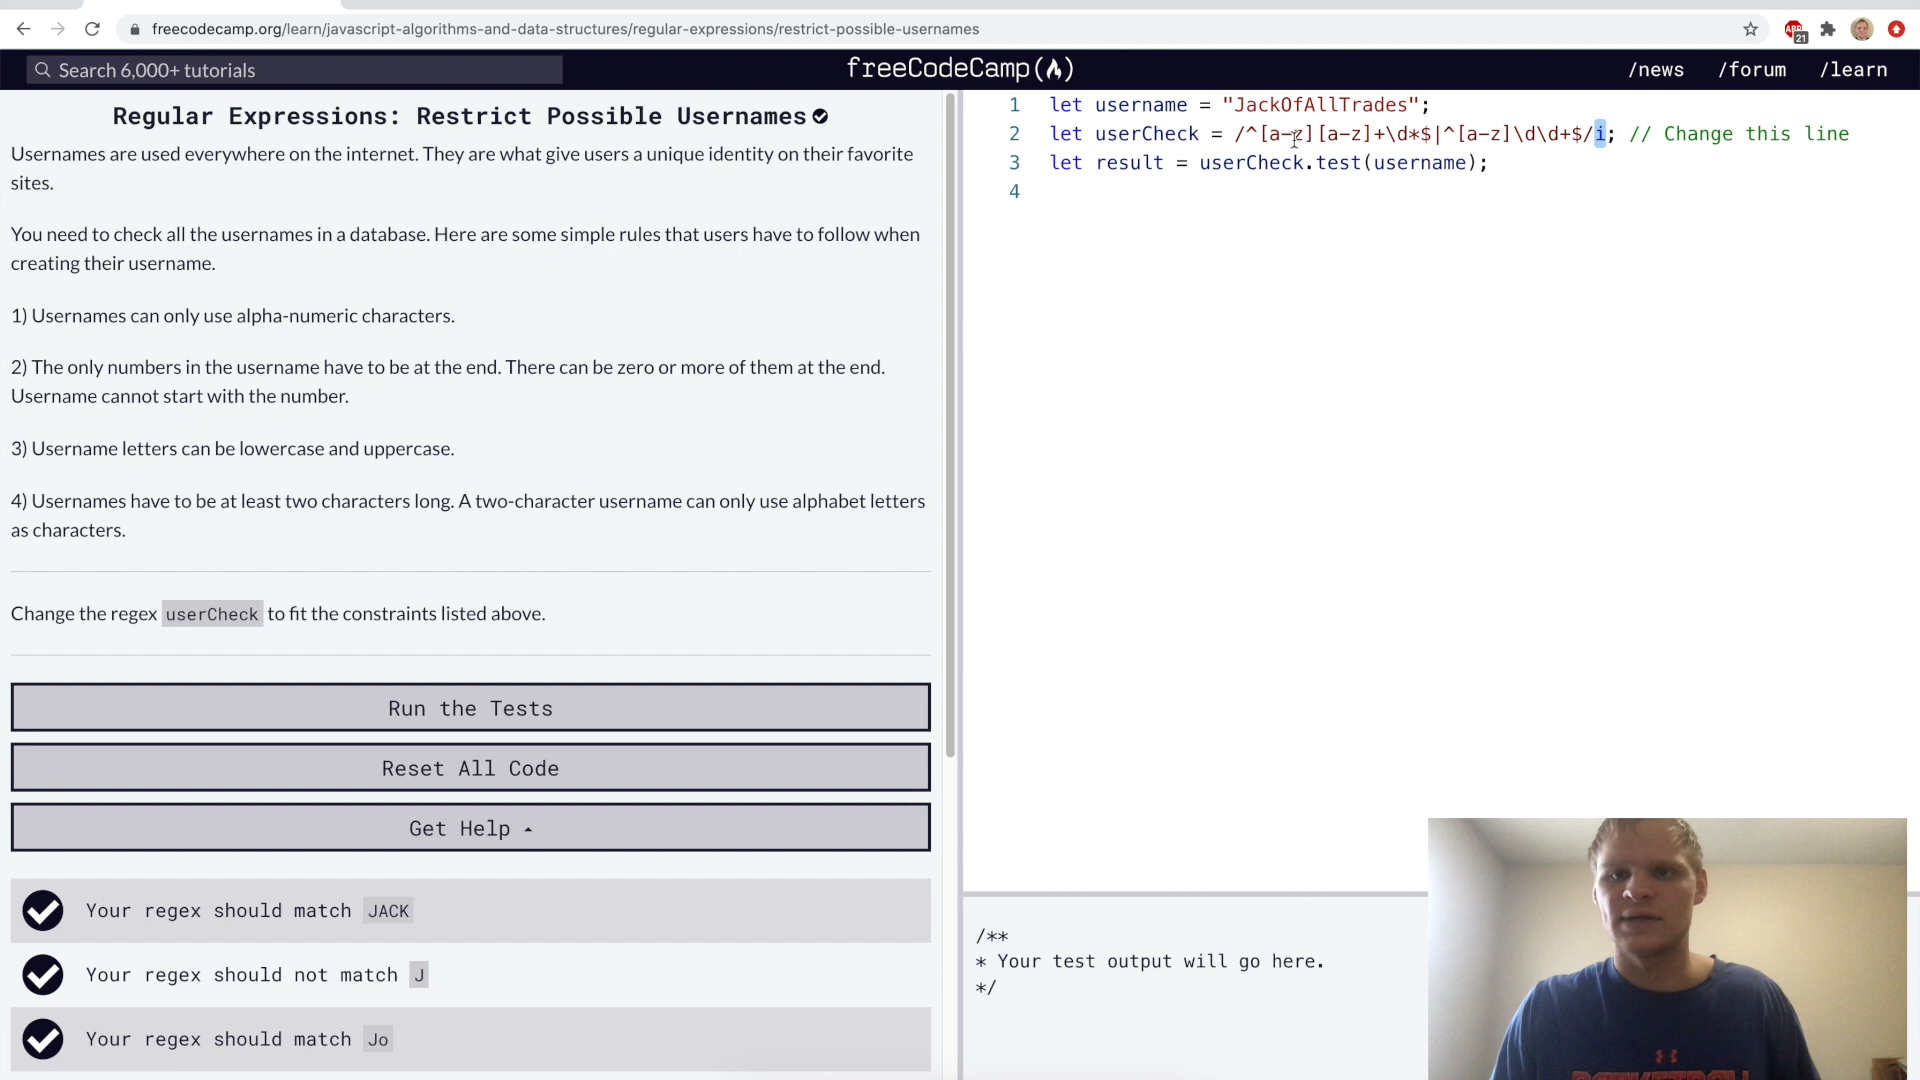 freecodecamp.org/learn/javascript-algorithms-and-data-structures/regular-expressions/restrict-possible-usernames
ABP
21
Search 6,000+ tutorials
freeCodeCamp
/news
/forum
/learn
Regular Expressions: Restrict Possible Usernames
Usernames are used everywhere on the internet. They are what give users a unique identity on their favorite
sites.
You need to check all the usernames in a database. Here are some simple rules that users have to follow when
creating their username.
1) Usernames can only use alpha-numeric characters.
2) The only numbers in the username have to be at the end. There can be zero or more of them at the end.
Username cannot start with the number.
3) Username letters can be lowercase and uppercase.
4) Usernames have to be at least two characters long. A two-character username can only use alphabet letters
as characters.
Change the regex userCheck to fit the constraints listed above.
Run the Tests
Reset All Code
Get Help
Your regex should match JACK
Your regex should not match J
Your regex should match Jo
1 let username = "JackOfAllTrades";
2 let userCheck = /^[a-z][a-z]+\d*$|^[a-z]\d\d+$/i; // Change this line
3 let result = userCheck.test(username);
4
/**
* Your test output will go here.
*/